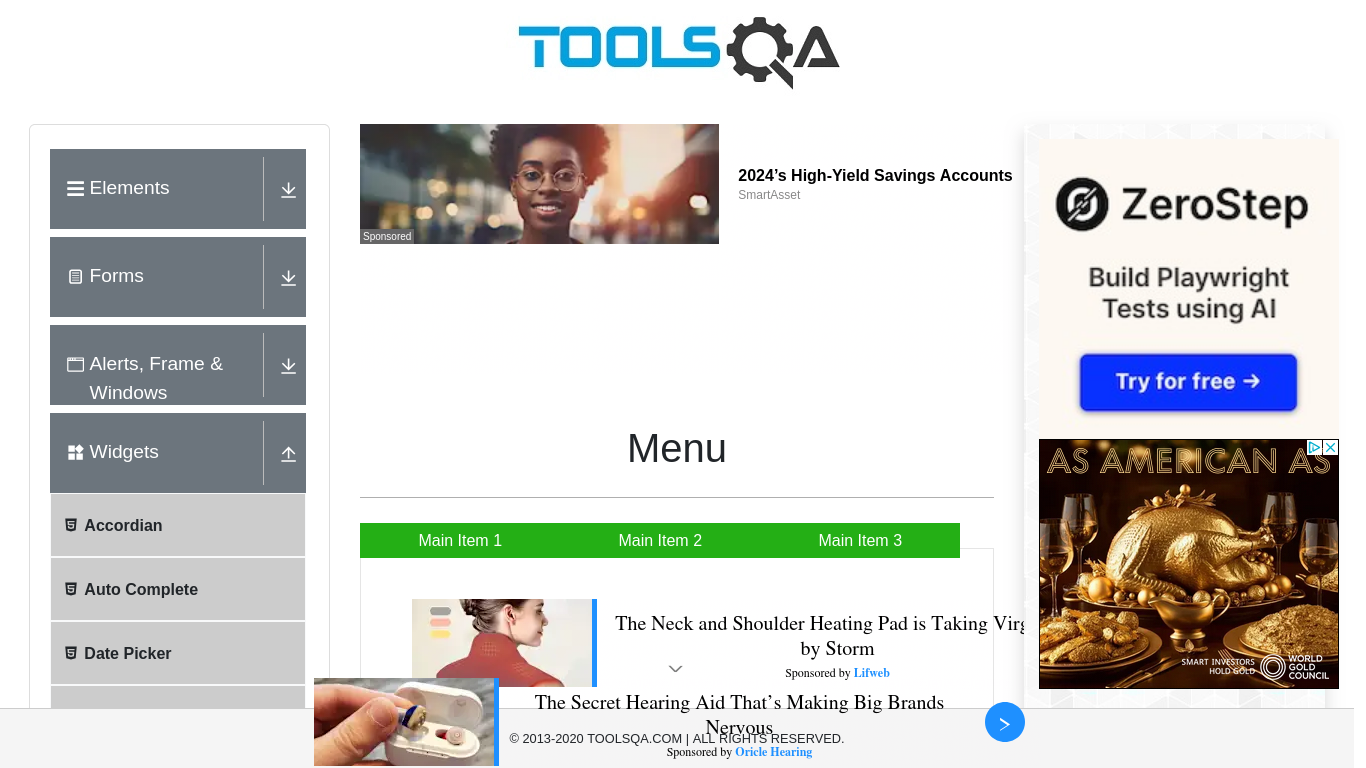 TOOLSQA
Elements
Forms
Alerts, Frame &
Windows
Widgets
Accordian
Auto Complete
Date Picker
Sponsored
2024's High-Yield Savings Accounts
SmartAsset
Menu
Main Item 1
Main Item 2
Main Item 3
The Neck and Shoulder Heating Pad is Taking Virg
by Storm
Sponsored by Lifweb
The Secret Hearing Aid That's Making Big Brands
Nervous
Sponsored by Oricle Hearing
© 2013-2020 TOOLSQA.COM | ALL RIGHTS RESERVED.
ZeroStep
Build Playwright
Tests using AI
Try for free →
AS AMERICAN AS
SMART INVESTORS
HOLD GOLD
WORLD
GOLD
COUNCIL